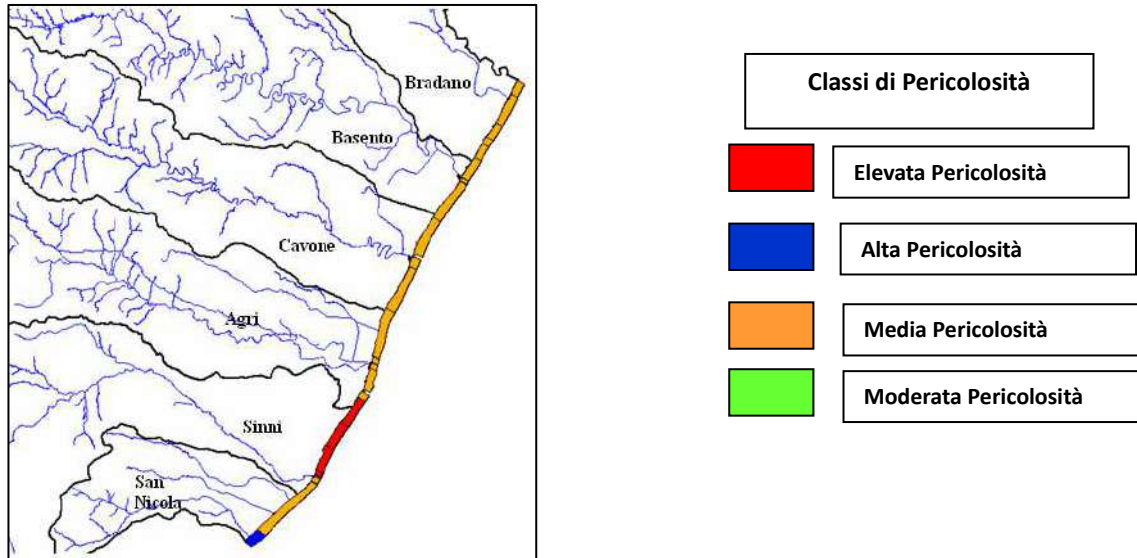 Bradano
Basento
Cavone
Agri
Sinni
San
Nicola
Classi di Pericolosità
Elevata Pericolosità
Alta Pericolosità
Media Pericolosità
Moderata Pericolosità